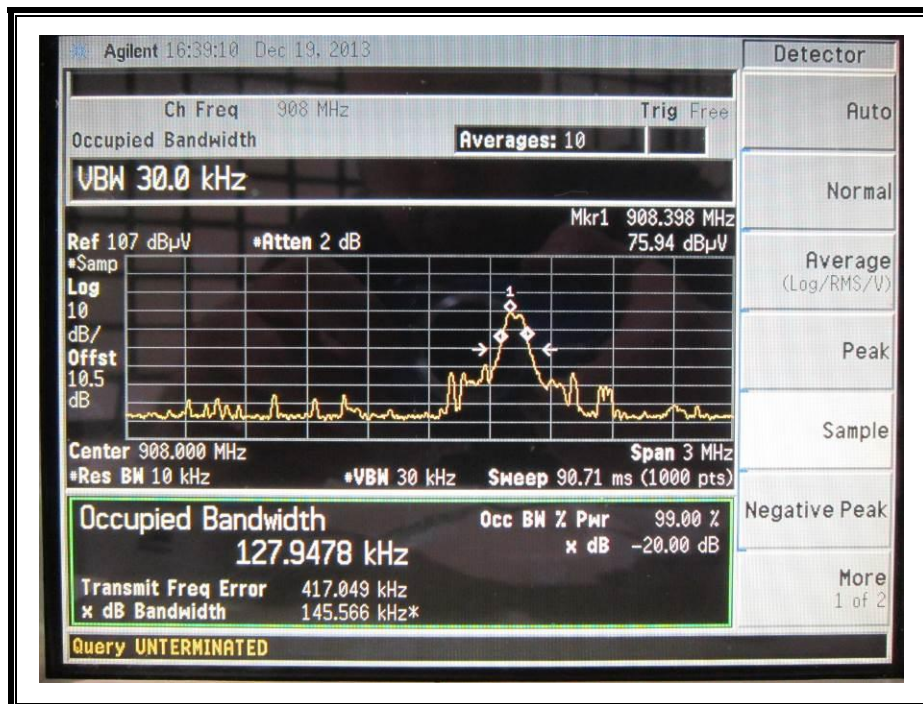 Agilent 16:39:10 Dec 19, 2013
Detector
Ch Freq 908 MHz Trig Free
Occupied Bandwidth Averages: 10
VBW 30.0 kHz
Mkr1 908.398 MHz
Ref 107 dBµV #Atten 2 dB 75.94 dBµV
#Samp
Log
10
dB/
Offst
10.5
dB
1
Center 908.000 MHz Span 3 MHz
#Res BW 10 kHz #VBW 30 kHz Sweep 90.71 ms (1000 pts)
Occupied Bandwidth
127.9478 kHz
Occ BW % Pwr 99.00 %
x dB -20.00 dB
Transmit Freq Error 417.049 kHz
x dB Bandwidth 145.566 kHz*
Query UNTERMINATED
Auto
Normal
Average
(Log/RMS/V)
Peak
Sample
Negative Peak
More
1 of 2